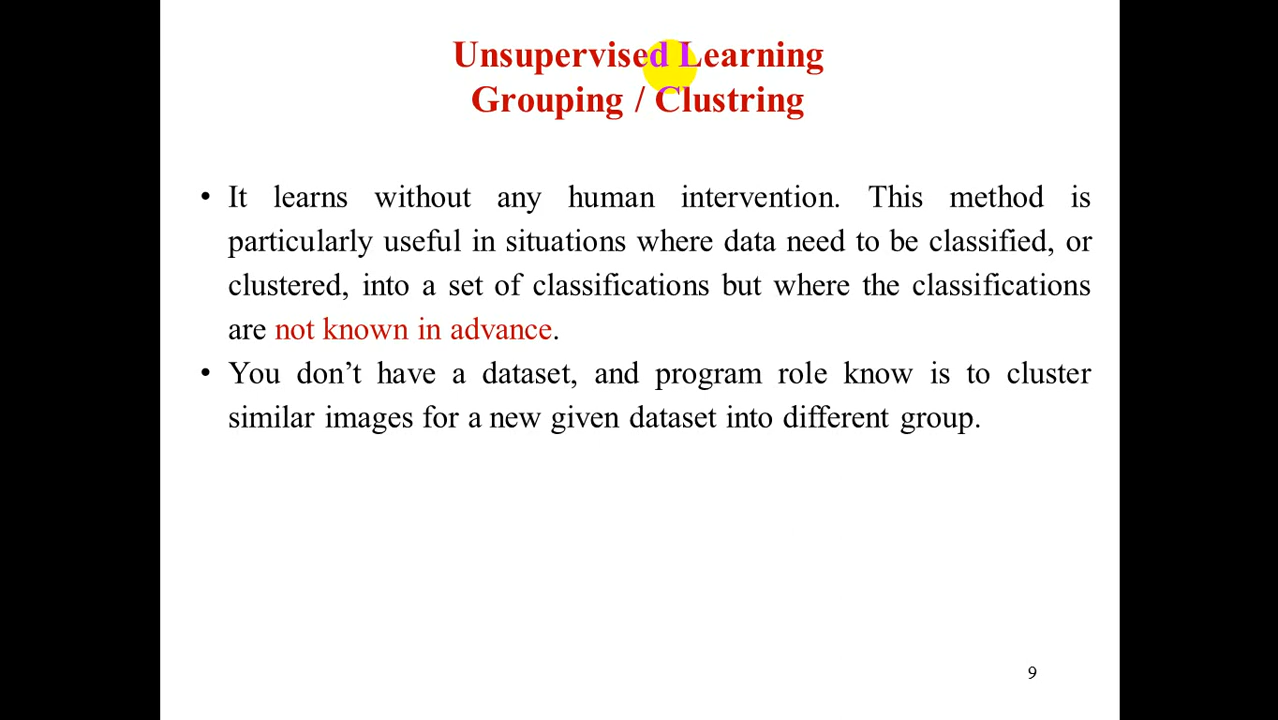 Unsupervised Learning
Grouping / Clustring
• It learns without any human intervention. This method is
particularly useful in situations where data need to be classified, or
clustered, into a set of classifications but where the classifications
are not known in advance.
• You don’t have a dataset, and program role know is to cluster
similar images for a new given dataset into different group.
9